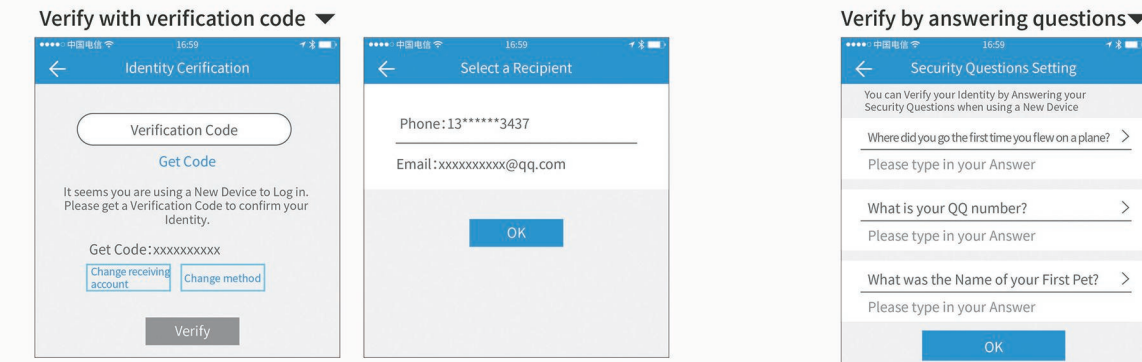 Verify with verification code
中国电信 16:59
Identity Cerification
Verification Code
Get Code
It seems you are using a New Device to Log in.
Please get a Verification Code to confirm your
Identity.
Get Code:xxxxxxxxxx
Change receiving
account
Change method
Verify
中国电信 16:59
Select a Recipient
Phone:13******3437
Email:xxxxxxxxxx@qq.com
OK
Verify by answering questions
中国电信 16:59
Security Questions Setting
You can Verify your Identity by Answering your
Security Questions when using a New Device
Where did you go the first time you flew on a plane?
Please type in your Answer
What is your QQ number?
Please type in your Answer
What was the Name of your First Pet?
Please type in your Answer
OK